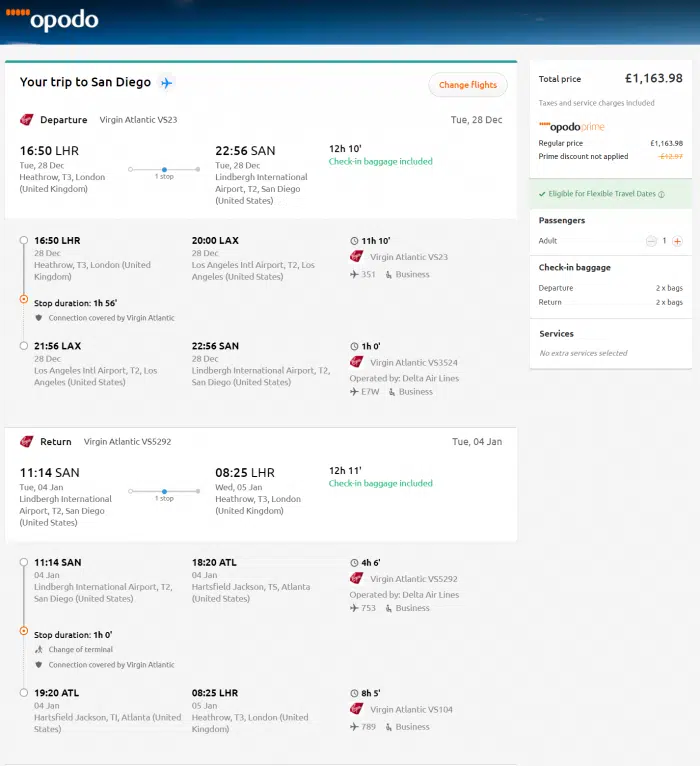 opodo
Your trip to San Diego
Change flights
Departure Virgin Atlantic VS23 Tue, 28 Dec
16:50 LHR 22:56 SAN 12h 10'
Tue, 28 Dec Tue, 28 Dec Check-in baggage included
Heathrow, T3, London Lindbergh International
1 stop
(United Kingdom) Airport, T2, San Diego
(United States)
16:50 LHR 20:00 LAX 11h 10'
28 Dec 28 Dec Virgin Atlantic VS23
Heathrow, T3, London (United Los Angeles Intl Airport, T2, Los
Kingdom) Angeles (United States) 351 Business
Stop duration: 1h 56'
Connection covered by Virgin Atlantic
21:56 LAX 22:56 SAN 1h 0'
28 Dec 28 Dec Virgin Atlantic VS3524
Los Angeles Intl Airport, T2, Los Lindbergh International Airport, T2,
Angeles (United States) San Diego (United States) Operated by: Delta Air Lines
E7W Business
Return Virgin Atlantic VS5292 Tue, 04 Jan
11:14 SAN 08:25 LHR 12h 11'
Tue, 04 Jan Wed, 05 Jan Check-in baggage included
Lindbergh International Heathrow, T3, London
1 stop
Airport, T2, San Diego (United Kingdom)
(United States)
11:14 SAN 18:20 ATL 4h 6'
04 Jan 04 Jan Virgin Atlantic VS5292
Lindbergh International Airport, T2, Hartsfield Jackson, TS, Atlanta
San Diego (United States) (United States) Operated by: Delta Air Lines
753 Business
Stop duration: 1h 0'
Change of terminal
Connection covered by Virgin Atlantic
19:20 ATL 08:25 LHR 8h 5'
04 Jan 05 Jan Virgin Atlantic VS104
Hartsfield Jackson, TI, Atlanta (United Heathrow, T3, London (United
States) Kingdom) 789 Business
Total price £1,163.98
Taxes and service charges included
opodo prime
Regular price £1,163.98
Prime discount not applied -£12.97
Eligible for Flexible Travel Dates
Passengers
Adult 1
Check-in baggage
Departure 2 x bags
Return 2 x bags
Services
No extra services selected